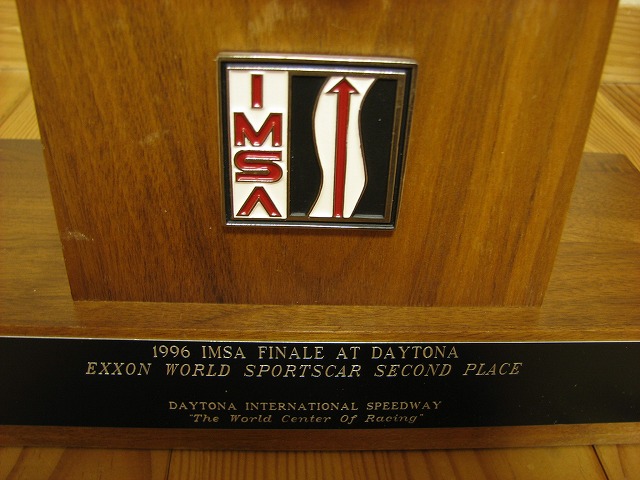 IMSA
1996 IMSA FINALE AT DAYTONA
EXXON WORLD SPORTSCAR SECOND PLACE
DAYTONA INTERNATIONAL SPEEDWAY
"The World Center Of Racing"